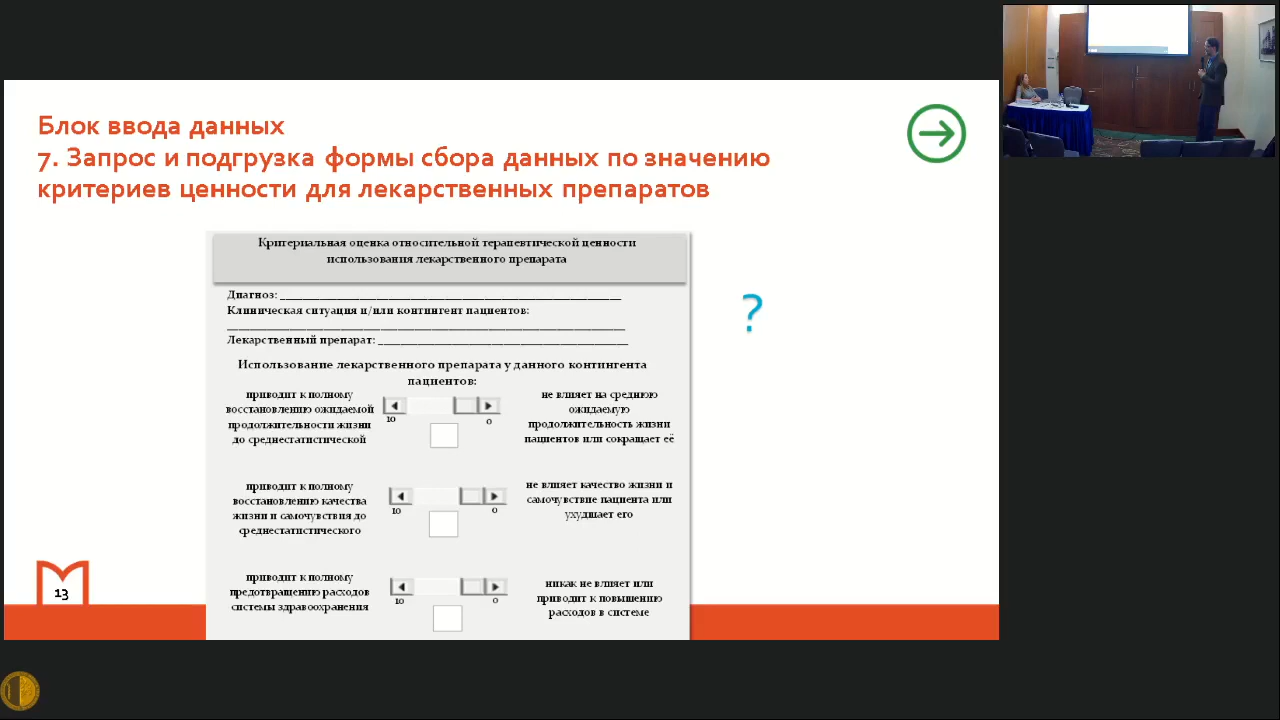 Блок ввода данных
7. Запрос и подгрузка формы сбора данных по значению
критериев ценности для лекарственных препаратов
Критериальная оценка относительной терапевтической ценности
использования лекарственного препарата
Диагноз: ____________________
Клиническая ситуация и/или контингент пациентов:
____________________
Лекарственный препарат: ____________________
?
Использование лекарственного препарата у данного контингента
пациентов:
приводит к полному
восстановлению ожидаемой
продолжительности жизни
до среднестатистической
10
0
не влияет на среднюю
ожидаемую
продолжительность жизни
пациентов или сокращает её
приводит к полному
восстановлению качества
жизни и самочувствия до
среднестатистического
10
0
не влияет качество жизни и
самочувствие пациента или
ухудшает его
приводит к полному
предотвращению расходов
системы здравоохранения
10
0
никак не влияет или
приводит к повышению
расходов в системе
13